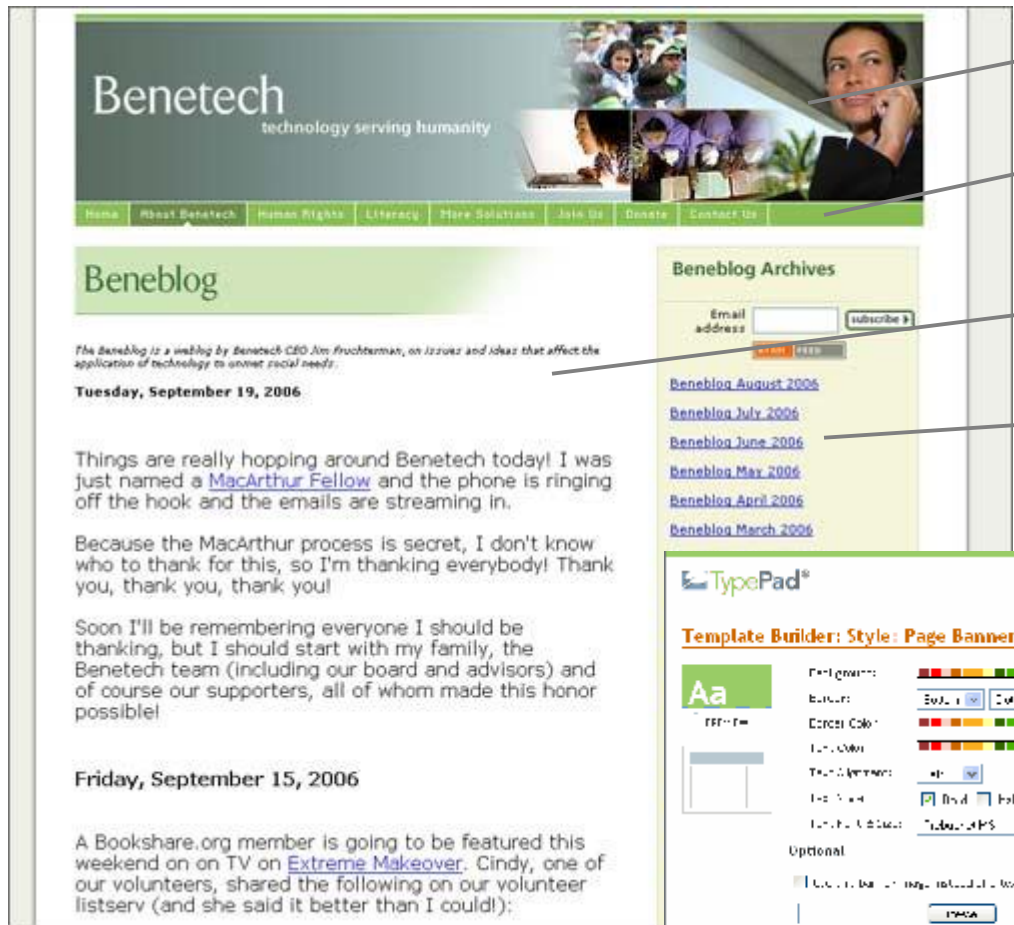 Benetech
technology serving humanity
Home About Benetech Human Rights Literacy More Solutions Join Us Donate Contact Us
Beneblog
The Beneblog is a weblog by Benetech CEO Jim Fruchterman, on issues and ideas that affect the
application of technology to unmet social needs.
Tuesday, September 19, 2006
Things are really hopping around Benetech today! I was
just named a MacArthur Fellow and the phone is ringing
off the hook and the emails are streaming in.
Because the MacArthur process is secret, I don't know
who to thank for this, so I'm thanking everybody! Thank
you, thank you, thank you!
Soon I'll be remembering everyone I should be
thanking, but I should start with my family, the
Benetech team (including our board and advisors) and
of course our supporters, all of whom made this honor
possible!
Friday, September 15, 2006
A Bookshare.org member is going to be featured this
weekend on on TV on Extreme Makeover. Cindy, one of
our volunteers, shared the following on our volunteer
listserv (and she said it better than I could!):
Beneblog Archives
Email
address
subscribe
FEED
Beneblog August 2006
Beneblog July 2006
Beneblog June 2006
Beneblog May 2006
Beneblog April 2006
Beneblog March 2006
TypePad®
Template Builder: Style: Page Banner
Aa
Border:
Border Color:
Text Color:
Text Alignment:
Bold
Optional